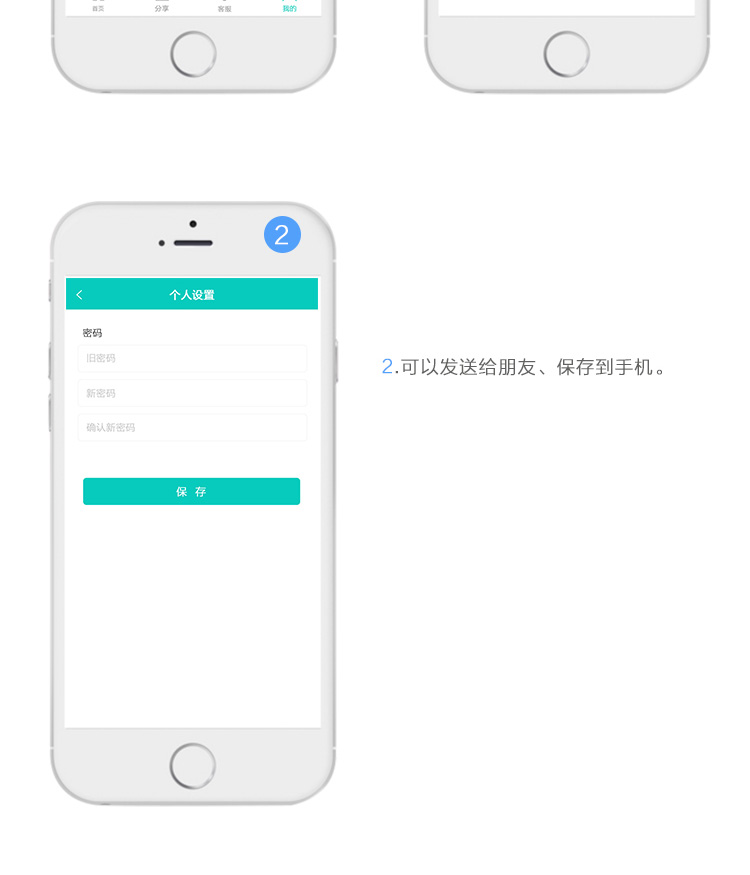 首页 分享 客服 我的
2
个人设置
密码
旧密码
新密码
确认新密码
保 存
2.可以发送给朋友、保存到手机。